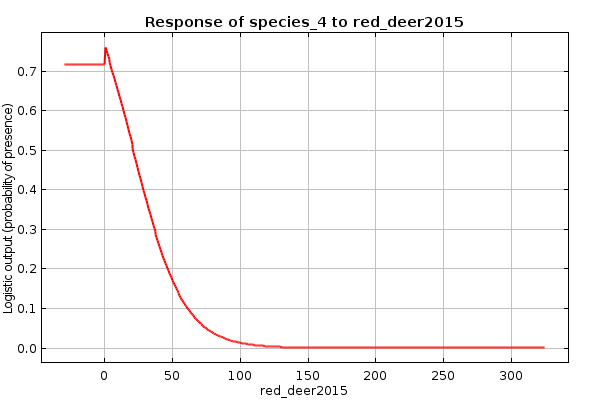 Response of species_4 to red_deer2015
Logistic output (probability of presence)
0.7
0.6
0.5
0.4
0.3
0.2
0.1
0.0
0 50 100 150 200 250 300
red_deer2015